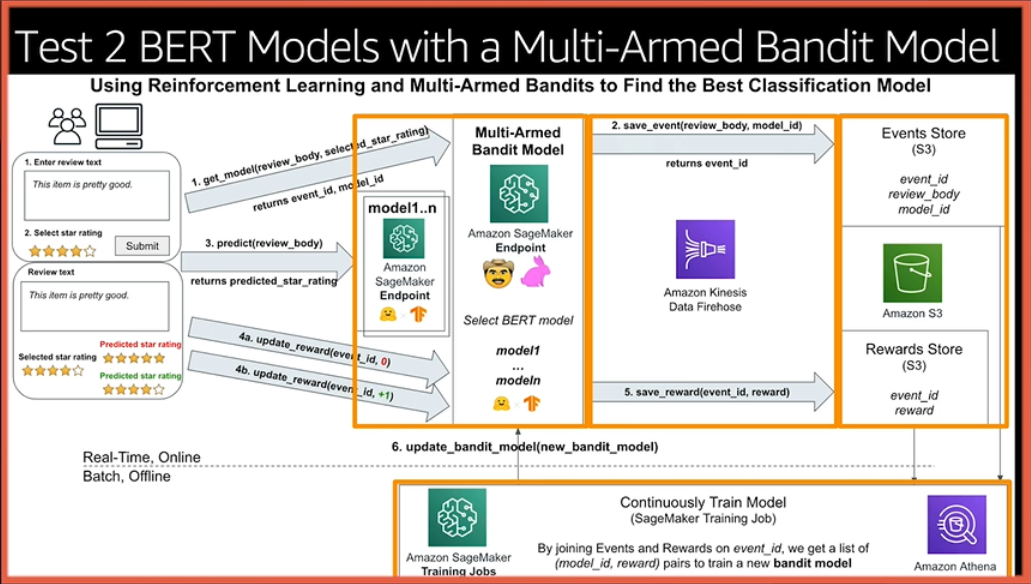 Test 2 BERT Models with a Multi-Armed Bandit Model
Using Reinforcement Learning and Multi-Armed Bandits to Find the Best Classification Model
1. Enter review text
This item is pretty good.
2. Select star rating
Submit
Review text
This item is pretty good.
Predicted star rating
Selected star rating
Predicted star rating
1. get_model(review_body, selected_star_rating)
returns event_id, model_id
3. predict(review_body)
returns predicted_star_rating
4a. update_reward(event_id, 0)
4b. update_reward(event_id, +1)
model1..n
Amazon
SageMaker
Endpoint
Multi-Armed
Bandit Model
Amazon SageMaker
Endpoint
Select BERT model
model1
...
modeln
2. save_event(review_body, model_id)
returns event_id
Amazon Kinesis
Data Firehose
5. save_reward(event_id, reward)
Events Store
(S3)
event_id
review_body
model_id
Amazon S3
Rewards Store
(S3)
event_id
reward
6. update_bandit_model(new_bandit_model)
Real-Time, Online
Batch, Offline
Amazon SageMaker
Training Jobs
Continuously Train Model
(SageMaker Training Job)
By joining Events and Rewards on event_id, we get a list of
(model_id, reward) pairs to train a new bandit model
Amazon Athena